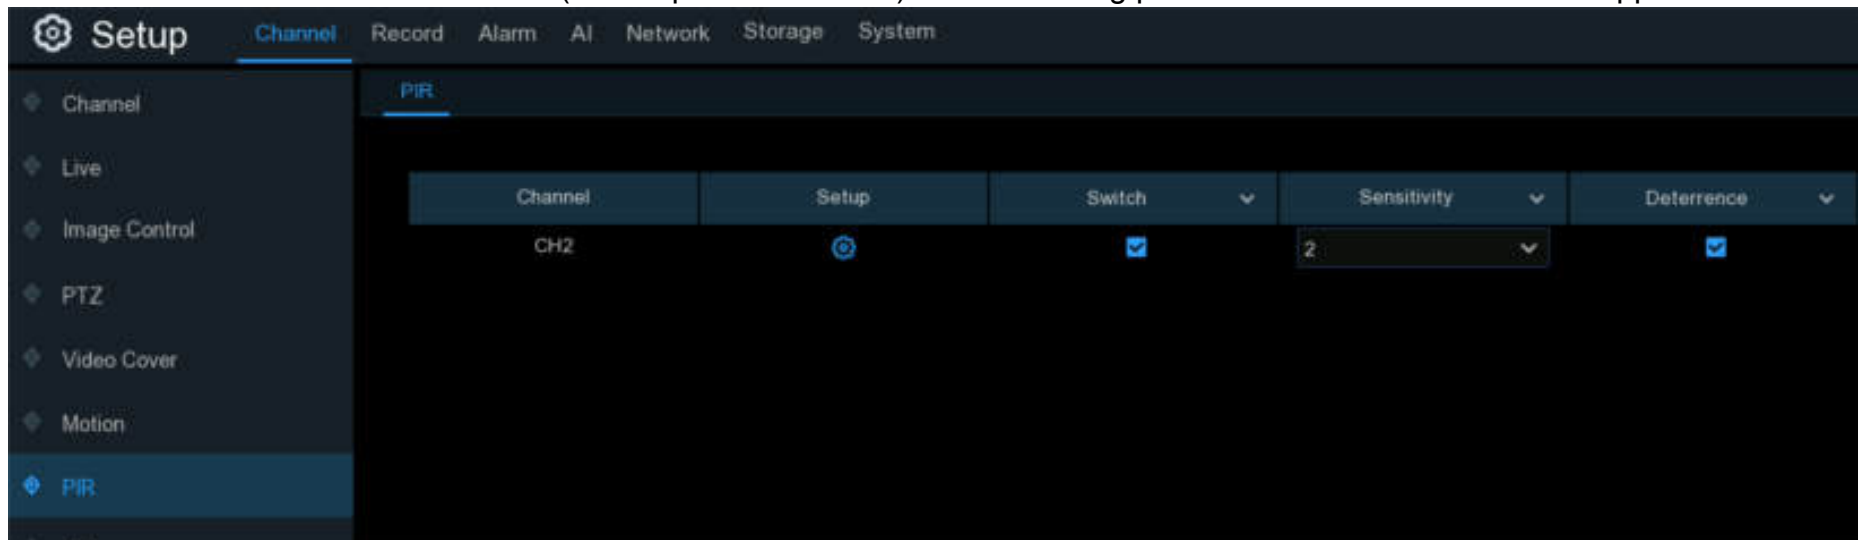 Setup Channel Record Alarm AI Network Storage System
Channel
PIR
Live
Channel Setup Switch Sensitivity Deterrence
Image Control
CH2 2
PTZ
Video Cover
Motion
PIR